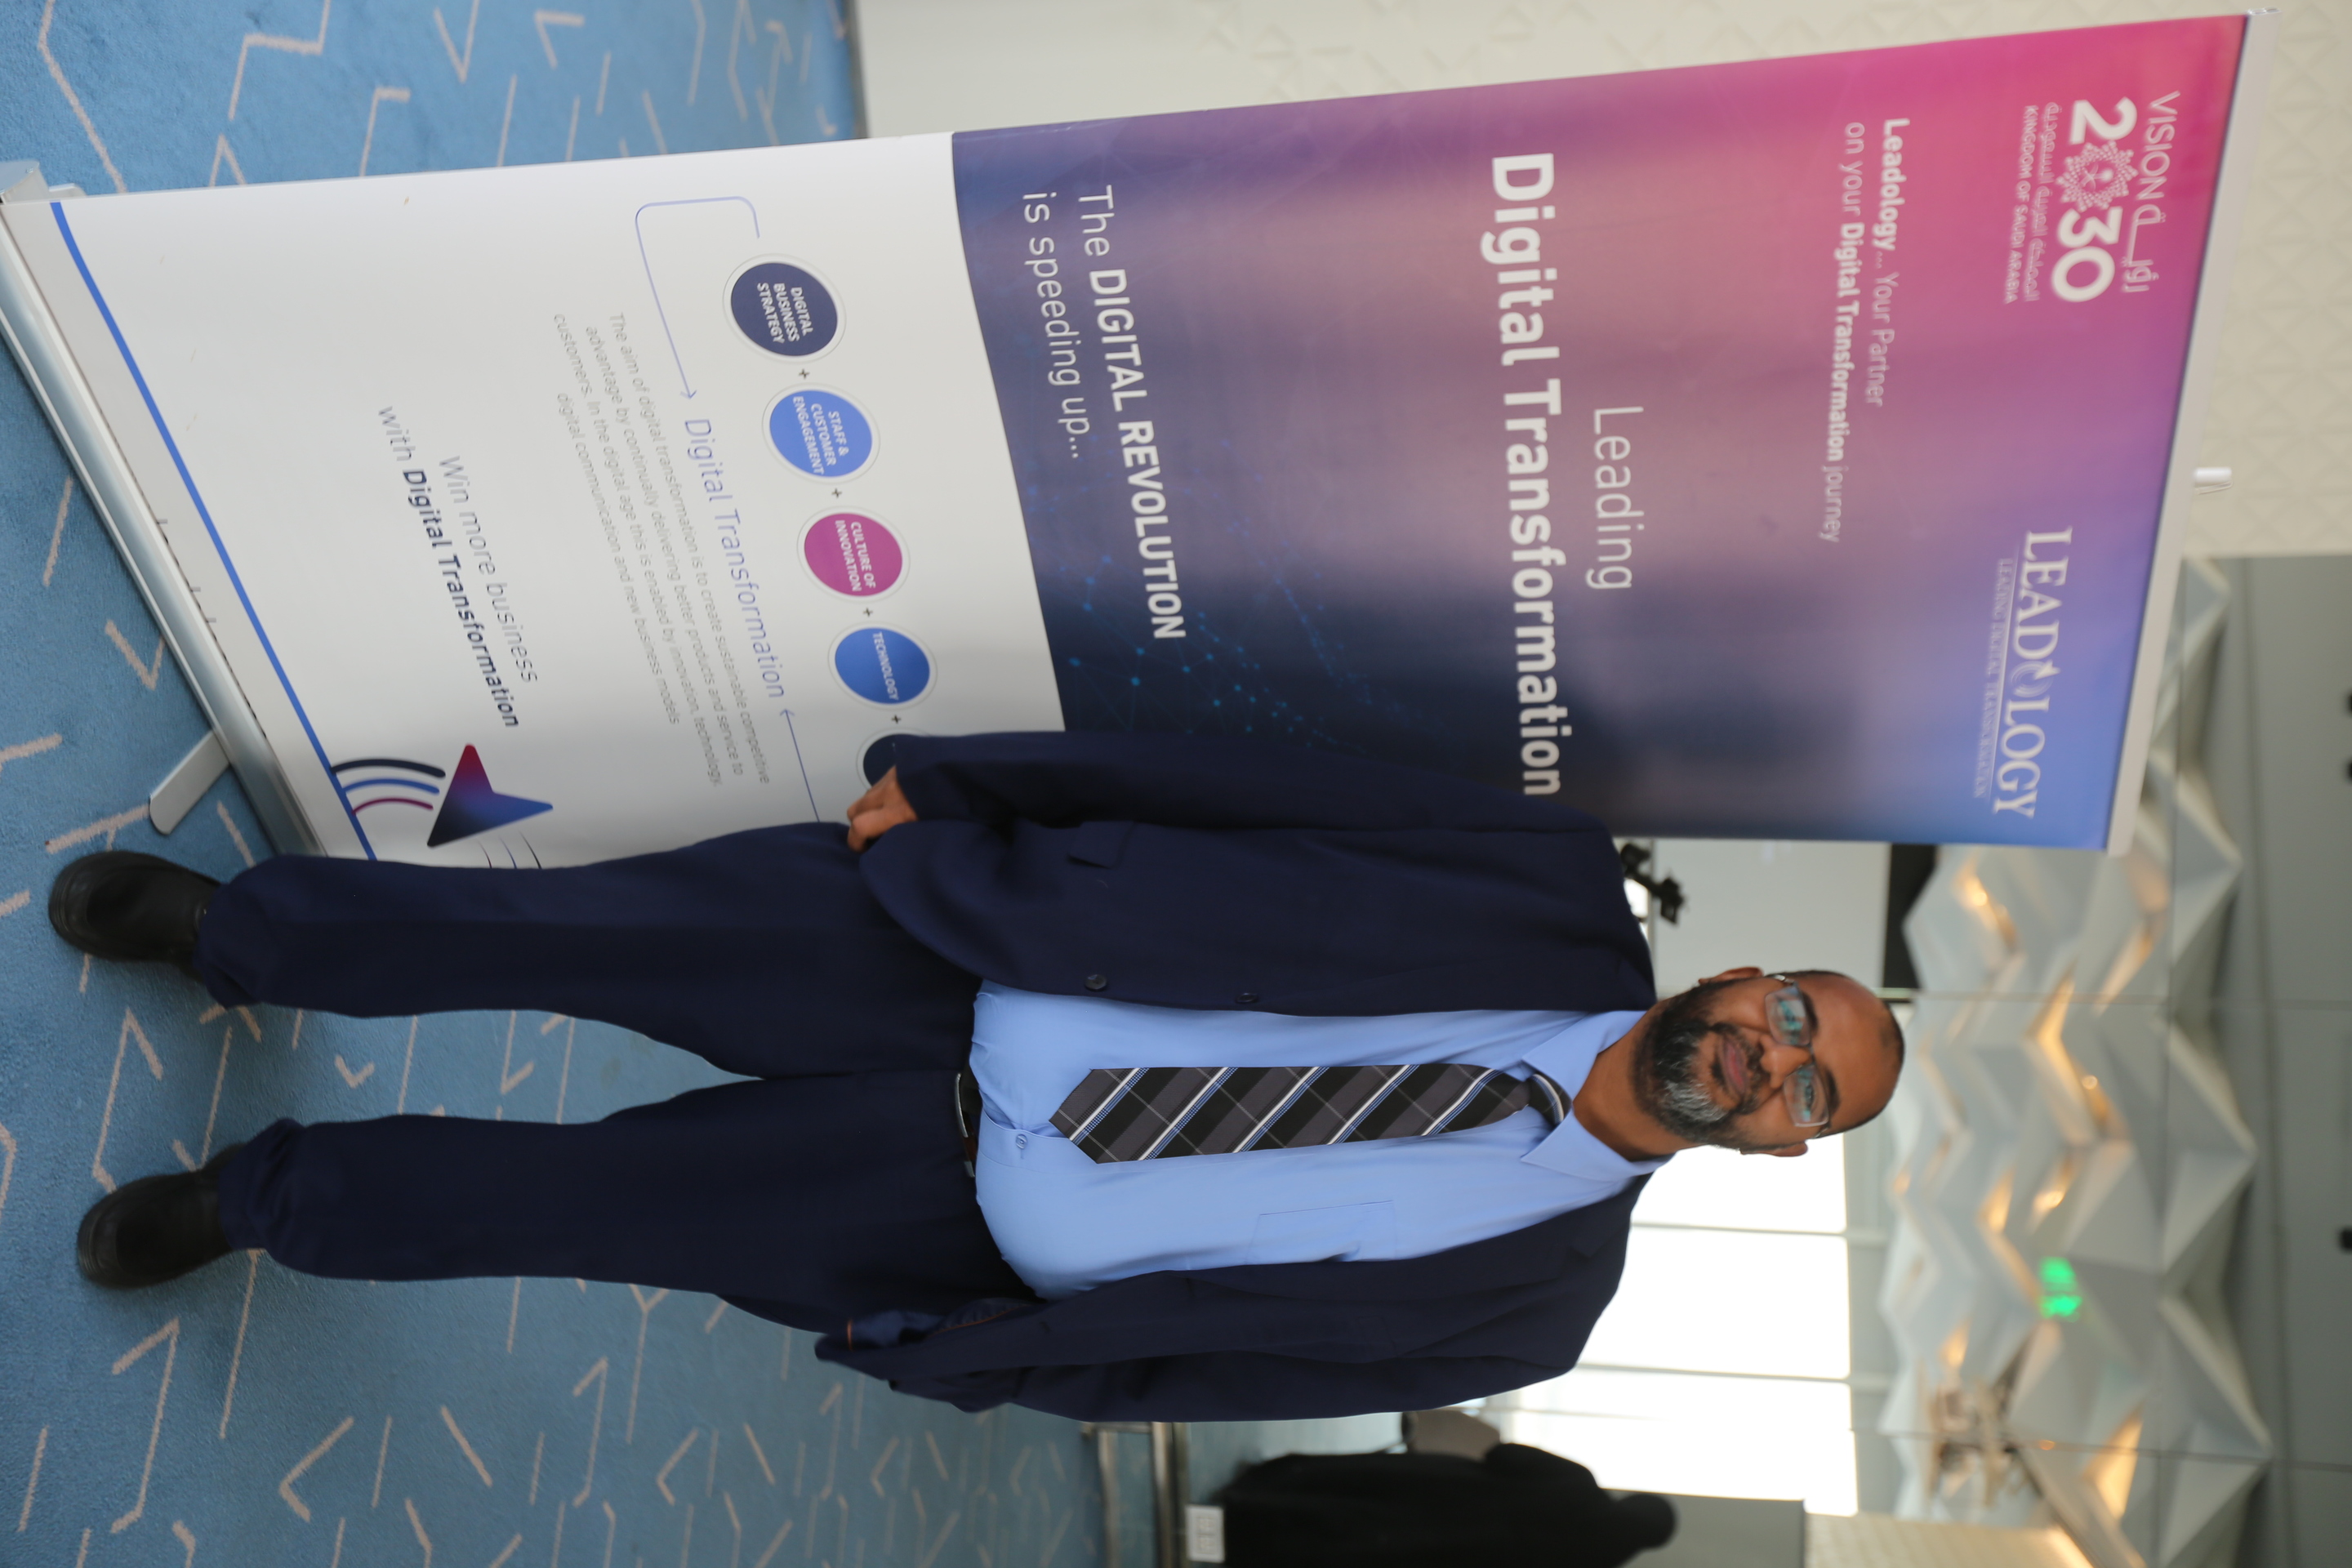 VISION رؤيــة
2030
المملكة العربية السعودية
KINGDOM OF SAUDI ARABIA
LEADOLOGY
LEADING DIGITAL TRANSFORMATION
Leadology... Your Partner
on your Digital Transformation journey
Leading
Digital Transformation
The DIGITAL REVOLUTION
is speeding up...
DIGITAL
BUSINESS
STRATEGY
+
STAFF &
CUSTOMER
ENGAGEMENT
+
CULTURE OF
INNOVATION
+
TECHNOLOGY
+
Digital Transformation
The aim of digital transformation is to create sustainable competitive
advantage by continually delivering better products and service to
customers. In the digital age this is enabled by innovation, technology,
digital communication and new business models
Win more business
with Digital Transformation